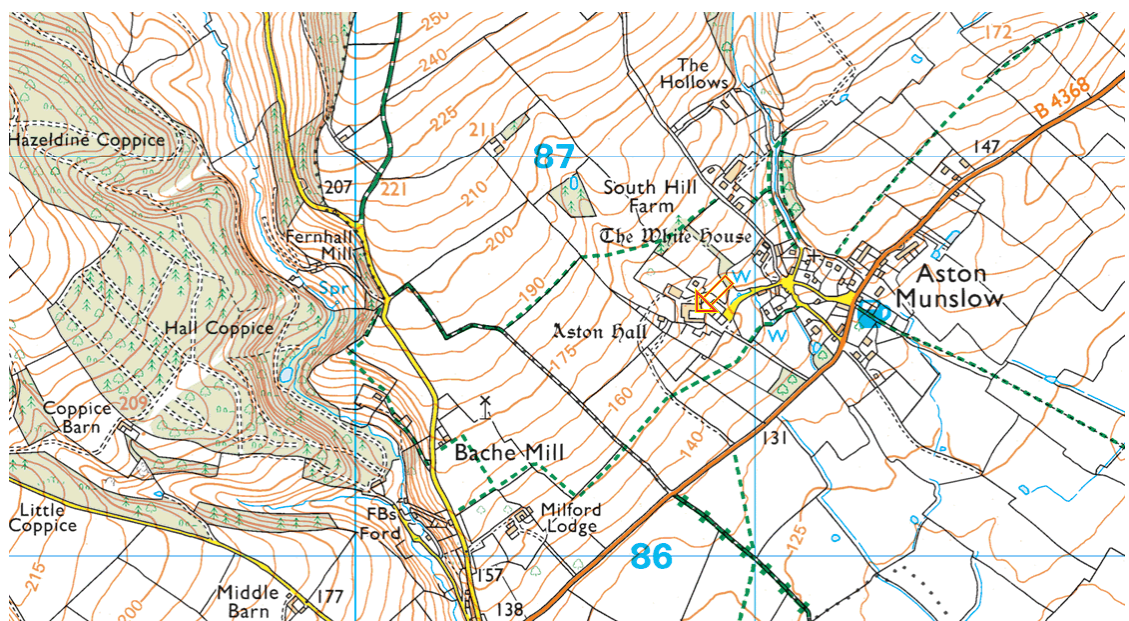 250
240
225
211
172
B 4368
147
The
Hollows
Hazeldine Coppice
87
207
221
210
South Hill
Farm
200
The White House
Fernhall
Mill
W
Spr
190
Aston
Munslow
Hall Coppice
Aston Hall
W
175
160
209
Coppice
Barn
140
131
Bache Mill
Little
Coppice
FBs
Ford
Milford
Lodge
125
86
215
157
Middle
Barn
177
200
138